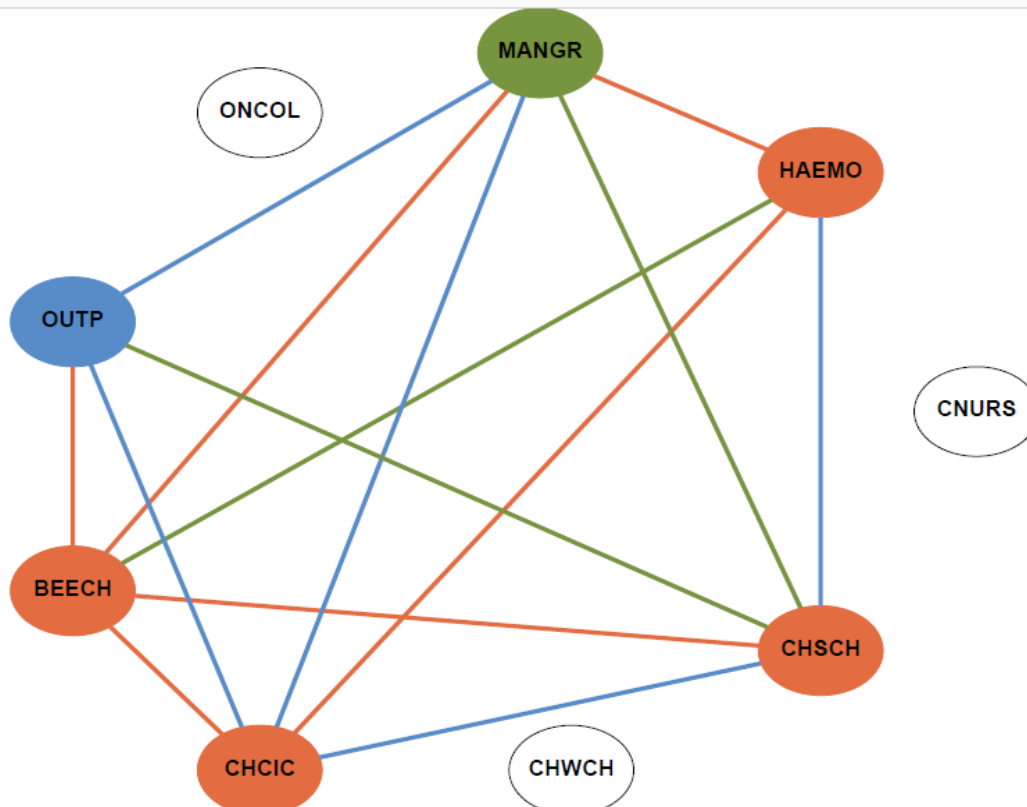 MANGR
ONCOL
HAEMO
OUTP
CNURS
BEECH
CHSCH
CHCIC
CHWCH